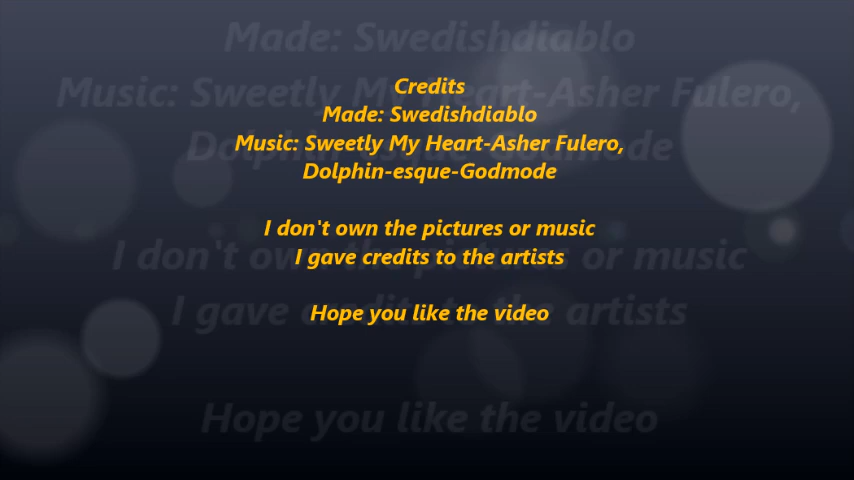 Credits
Made: Swedishdiablo
Music: Sweetly My Heart-Asher Fulero,
Dolphin-esque-Godmode
I don't own the pictures or music
I gave credits to the artists
Hope you like the video